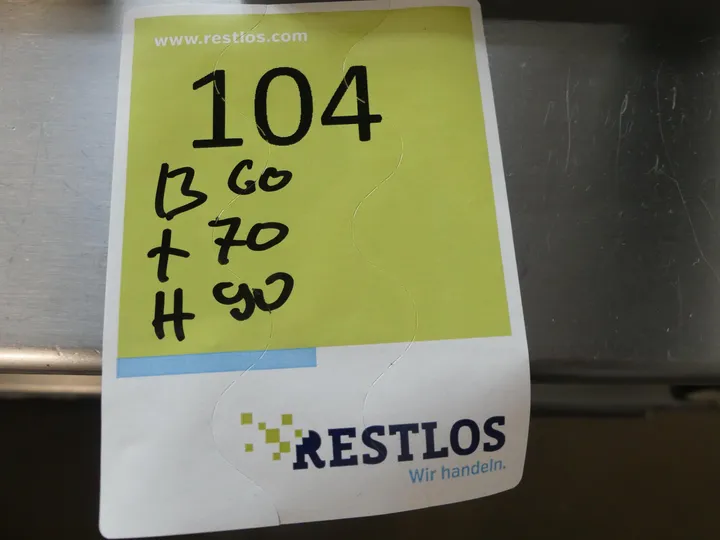 www.restlos.com
104
B 60
T 70
H 90
RESTLOS
Wir handeln.